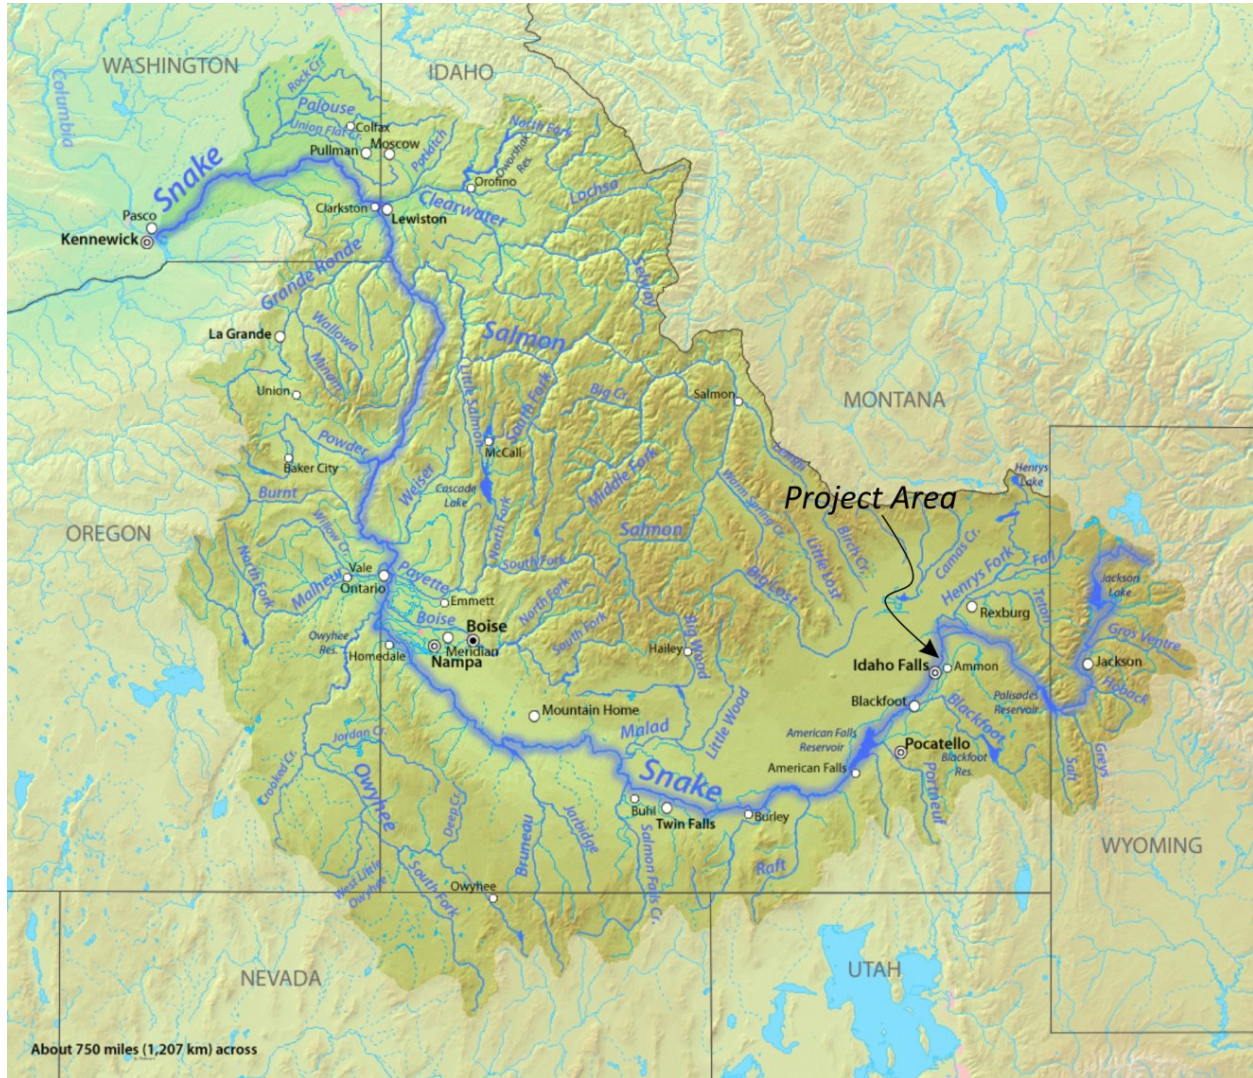 WASHINGTON
IDAHO
Columbia
Rock Cr.
Palouse
Colfax
Union Flat Cr.
Pullman
Moscow
Potlatch
North Fork
Dworshak
Res.
Orofino
Snake
Clearwater
Lochsa
Clarkston
Lewiston
Pasco
Kennewick
Grande Ronde
Selway
La Grande
Wallowa
Minam
Salmon
Little Salmon
South Fork
Big Cr.
Salmon
Union
MONTANA
Powder
McCall
Baker City
Weiser
Cascade
Lake
Middle Fork
Lemhi
Henrys
Lake
Burnt
Warm Spring Cr.
Project Area
OREGON
Willow Cr.
North Fork
Salmon
Birch Cr.
Little Lost
Camas Cr.
Henrys Fork
Fall
North Fork
Malheur
Vale
Ontario
Payette
South Fork
Big Lost
Jackson
Lake
Emmett
North Fork
Rexburg
Teton
Boise
Boise
Gros Ventre
Owyhee
Res.
Homedale
Meridian
Nampa
South Fork
Hailey
Big Wood
Idaho Falls
Ammon
Jackson
Hoback
Palisades
Reservoir
Blackfoot
Blackfoot
Mountain Home
Malad
Little Wood
American Falls
Reservoir
Pocatello
Blackfoot
Res.
Greys
Salt
Jordan Cr.
Crooked Cr.
Owyhee
American Falls
Portneuf
Snake
Deep Cr.
Bruneau
Jarbidge
Buhl
Twin Falls
Burley
Salmon Falls Cr.
Raft
WYOMING
West Little
Owyhee
South Fork
Owyhee
NEVADA
UTAH
About 750 miles (1,207 km) across